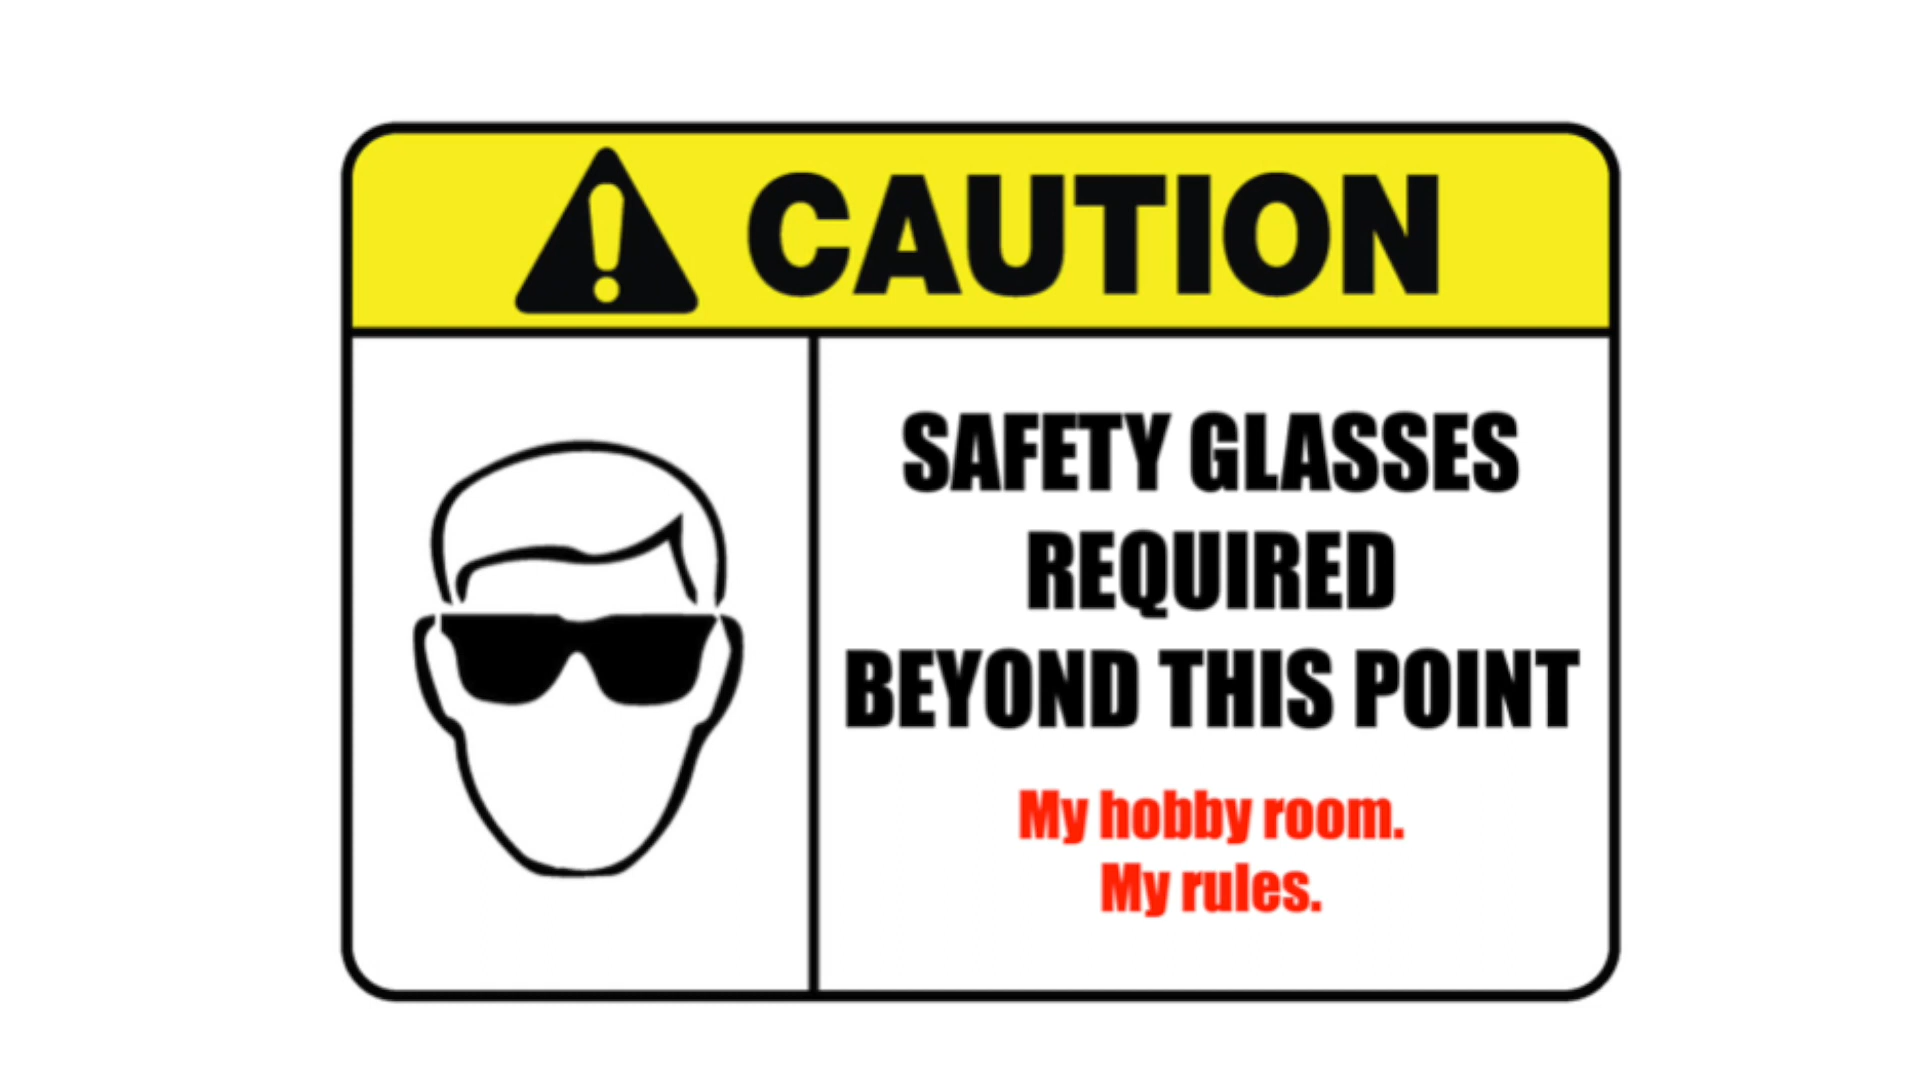 CAUTION
SAFETY GLASSES
REQUIRED
BEYOND THIS POINT
My hobby room.
My rules.